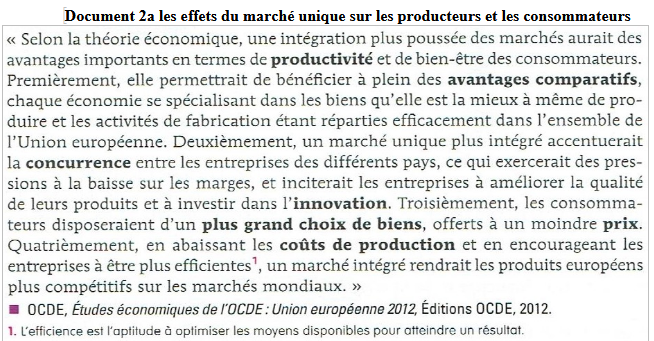 Document 2a les effets du marché unique sur les producteurs et les consommateurs
« Selon la théorie économique, une intégration plus poussée des marchés aurait des
avantages importants en termes de productivité et de bien-être des consommateurs.
Premièrement, elle permettrait de bénéficier à plein des avantages comparatifs,
chaque économie se spécialisant dans les biens qu'elle est la mieux à même de pro-
duire et les activités de fabrication étant réparties efficacement dans l'ensemble de
l'Union européenne. Deuxièmement, un marché unique plus intégré accentuerait
la concurrence entre les entreprises des différents pays, ce qui exercerait des pres-
sions à la baisse sur les marges, et inciterait les entreprises à améliorer la qualité
de leurs produits et à investir dans l'innovation. Troisièmement, les consomma-
teurs disposeraient d'un plus grand choix de biens, offerts à un moindre prix.
Quatrièmement, en abaissant les coûts de production et en encourageant les
entreprises à être plus efficientes1, un marché intégré rendrait les produits européens
plus compétitifs sur les marchés mondiaux. »
OCDE, Études économiques de l'OCDE : Union européenne 2012, Éditions OCDE, 2012.
1. L'efficience est l'aptitude à optimiser les moyens disponibles pour atteindre un résultat.